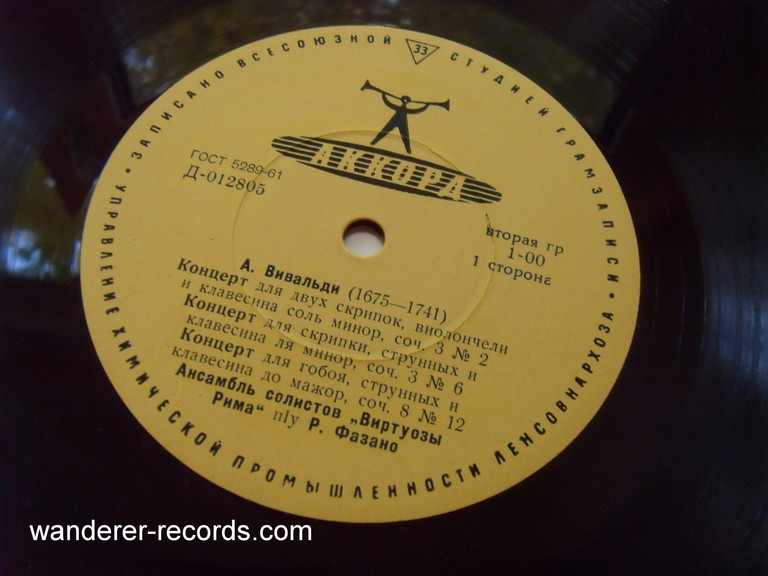 • ЗАПИСАНО ВСЕСОЮЗНОЙ 33 СТУДИЕЙ ГРАМЗАПИСИ •
УПРАВЛЕНИЕ ХИМИЧЕСКОЙ ПРОМЫШЛЕННОСТИ ЛЕНСОВНАРХОЗА •
АККОРД
ГОСТ 5289-61
Д-012805
вторая гр
1-00
1 сторона
А. Вивальди (1675—1741)
Концерт для двух скрипок, виолончели
и клавесина соль минор, соч. 3 № 2
Концерт для скрипки, струнных и
клавесина ля минор, соч. 3 № 6
Концерт для гобоя, струнных и
клавесина до мажор, соч. 8 № 12
Ансамбль солистов „Виртуозы
Рима“ п/у Р. Фазано
wanderer-records.com